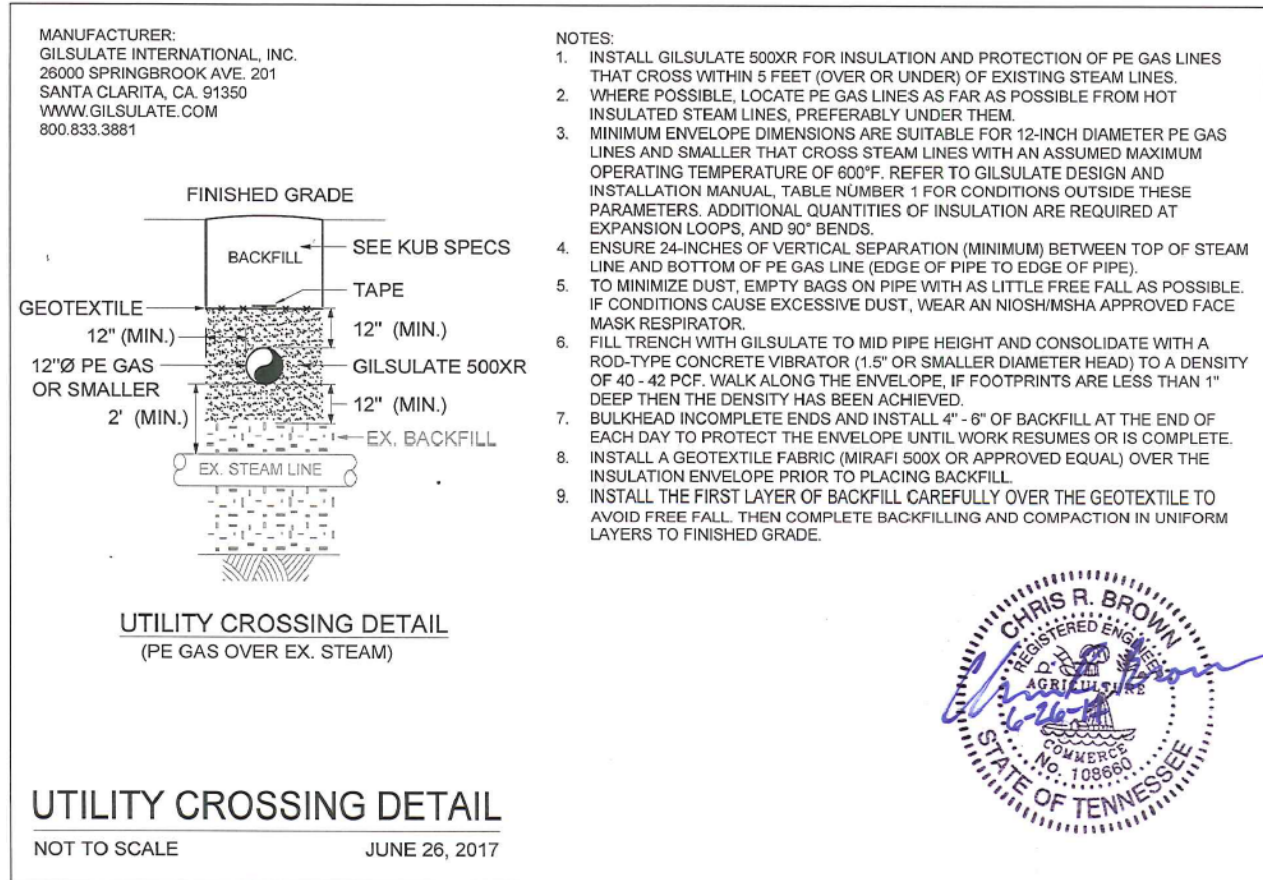 MANUFACTURER:
GILSULATE INTERNATIONAL, INC.
26000 SPRINGBROOK AVE. 201
SANTA CLARITA, CA. 91350
WWW.GILSULATE.COM
800.833.3881
FINISHED GRADE
BACKFILL
SEE KUB SPECS
TAPE
GEOTEXTILE
12" (MIN.)
12" (MIN.)
12"Ø PE GAS
OR SMALLER
GILSULATE 500XR
2' (MIN.)
12" (MIN.)
EX. BACKFILL
EX. STEAM LINE
UTILITY CROSSING DETAIL
(PE GAS OVER EX. STEAM)
NOTES:
1. INSTALL GILSULATE 500XR FOR INSULATION AND PROTECTION OF PE GAS LINES
THAT CROSS WITHIN 5 FEET (OVER OR UNDER) OF EXISTING STEAM LINES.
2. WHERE POSSIBLE, LOCATE PE GAS LINES AS FAR AS POSSIBLE FROM HOT
INSULATED STEAM LINES, PREFERABLY UNDER THEM.
3. MINIMUM ENVELOPE DIMENSIONS ARE SUITABLE FOR 12-INCH DIAMETER PE GAS
LINES AND SMALLER THAT CROSS STEAM LINES WITH AN ASSUMED MAXIMUM
OPERATING TEMPERATURE OF 600°F. REFER TO GILSULATE DESIGN AND
INSTALLATION MANUAL, TABLE NUMBER 1 FOR CONDITIONS OUTSIDE THESE
PARAMETERS. ADDITIONAL QUANTITIES OF INSULATION ARE REQUIRED AT
EXPANSION LOOPS, AND 90° BENDS.
4. ENSURE 24-INCHES OF VERTICAL SEPARATION (MINIMUM) BETWEEN TOP OF STEAM
LINE AND BOTTOM OF PE GAS LINE (EDGE OF PIPE TO EDGE OF PIPE).
5. TO MINIMIZE DUST, EMPTY BAGS ON PIPE WITH AS LITTLE FREE FALL AS POSSIBLE.
IF CONDITIONS CAUSE EXCESSIVE DUST, WEAR AN NIOSH/MSHA APPROVED FACE
MASK RESPIRATOR.
6. FILL TRENCH WITH GILSULATE TO MID PIPE HEIGHT AND CONSOLIDATE WITH A
ROD-TYPE CONCRETE VIBRATOR (1.5" OR SMALLER DIAMETER HEAD) TO A DENSITY
OF 40 - 42 PCF. WALK ALONG THE ENVELOPE, IF FOOTPRINTS ARE LESS THAN 1"
DEEP THEN THE DENSITY HAS BEEN ACHIEVED.
7. BULKHEAD INCOMPLETE ENDS AND INSTALL 4" - 6" OF BACKFILL AT THE END OF
EACH DAY TO PROTECT THE ENVELOPE UNTIL WORK RESUMES OR IS COMPLETE.
8. INSTALL A GEOTEXTILE FABRIC (MIRAFI 500X OR APPROVED EQUAL) OVER THE
INSULATION ENVELOPE PRIOR TO PLACING BACKFILL.
9. INSTALL THE FIRST LAYER OF BACKFILL CAREFULLY OVER THE GEOTEXTILE TO
AVOID FREE FALL. THEN COMPLETE BACKFILLING AND COMPACTION IN UNIFORM
LAYERS TO FINISHED GRADE.
CHRIS R. BROWN
REGISTERED ENGINEER
AGRICULTURE
COMMERCE
NO. 108660
STATE OF TENNESSEE
UTILITY CROSSING DETAIL
NOT TO SCALE
JUNE 26, 2017